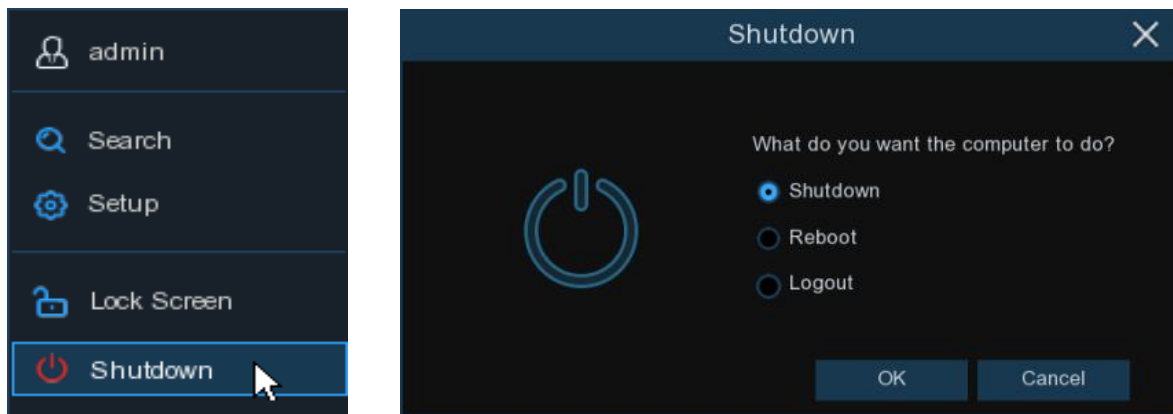 admin
Search
Setup
Lock Screen
Shutdown
Shutdown
What do you want the computer to do?
Shutdown
Reboot
Logout
OK
Cancel